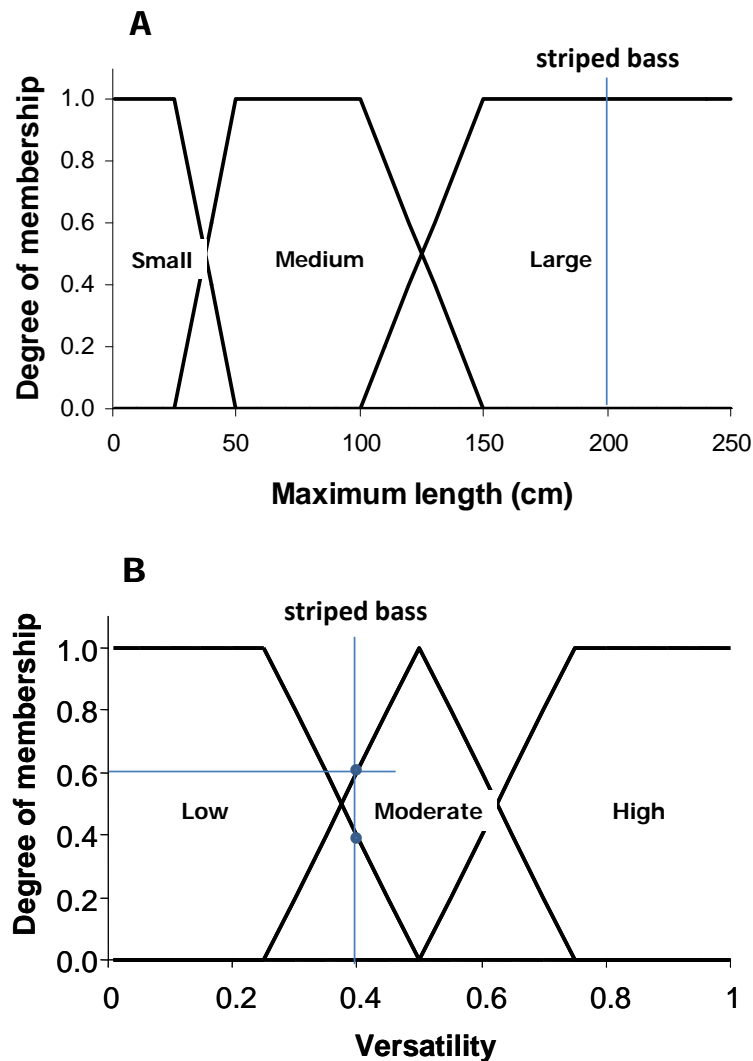 A
striped bass
Degree of membership
1.0
0.8
0.6
0.4
0.2
0.0
Small
Medium
Large
0 50 100 150 200 250
Maximum length (cm)
B
striped bass
Degree of membership
1.0
0.8
0.6
0.4
0.2
0.0
Low
Moderate
High
0 0.2 0.4 0.6 0.8 1
Versatility